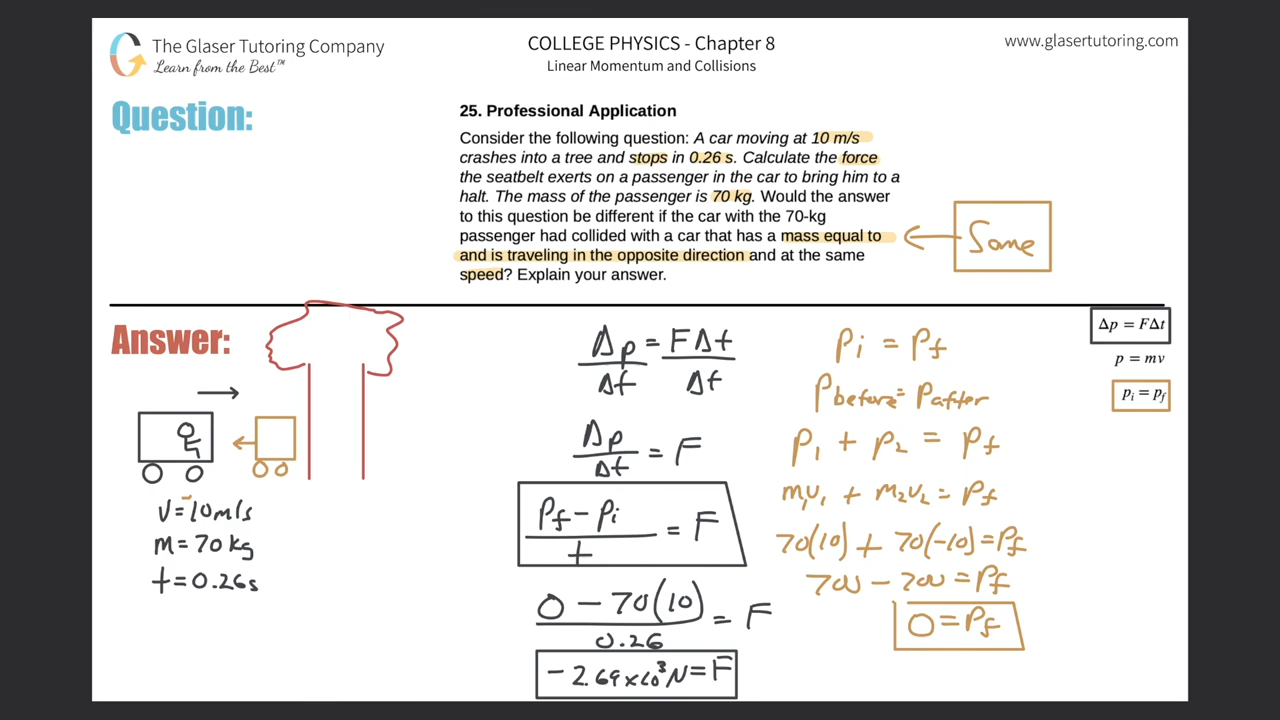 The Glaser Tutoring Company
Learn from the Best™
COLLEGE PHYSICS - Chapter 8
Linear Momentum and Collisions
www.glasertutoring.com
Question:
25. Professional Application
Consider the following question: A car moving at 10 m/s
crashes into a tree and stops in 0.26 s. Calculate the force
the seatbelt exerts on a passenger in the car to bring him to a
halt. The mass of the passenger is 70 kg. Would the answer
to this question be different if the car with the 70-kg
passenger had collided with a car that has a mass equal to
and is traveling in the opposite direction and at the same
speed? Explain your answer.
Same
Answer:
v=10m/s
m=70kg
t=0.26s
Δp = FΔt
Δt Δt
Δp
Δt = F
Pf - Pi
t = F
0 - 70(10)
0.26 = F
-2.69x10³N=F
Pi = Pf
Pbefore = Pafter
P1 + P2 = Pf
m1v1 + m2v2 = Pf
70(10) + 70(-10) = Pf
700 - 700 = Pf
0 = Pf
Δp = FΔt
p = mv
pi = pf